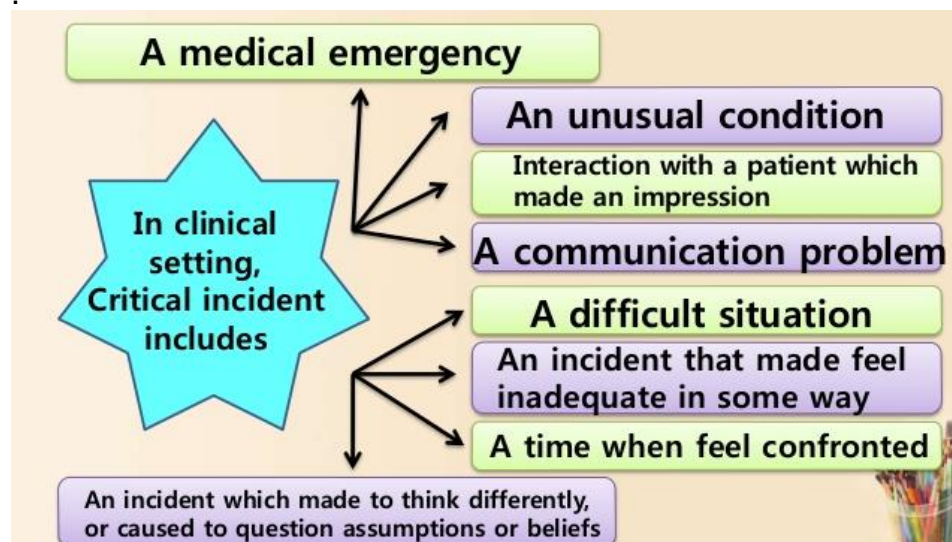 .
A medical emergency
An unusual condition
Interaction with a patient which
made an impression
A communication problem
In clinical
setting,
Critical incident
includes
A difficult situation
An incident that made feel
inadequate in some way
A time when feel confronted
An incident which made to think differently,
or caused to question assumptions or beliefs